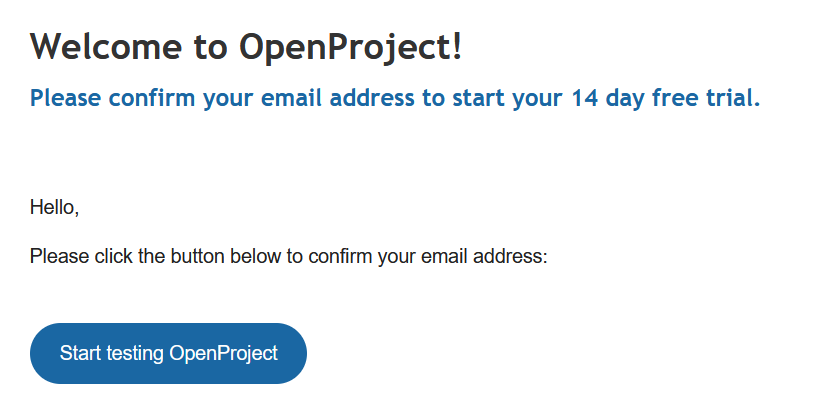 Welcome to OpenProject!
Please confirm your email address to start your 14 day free trial.
Hello,
Please click the button below to confirm your email address:
Start testing OpenProject